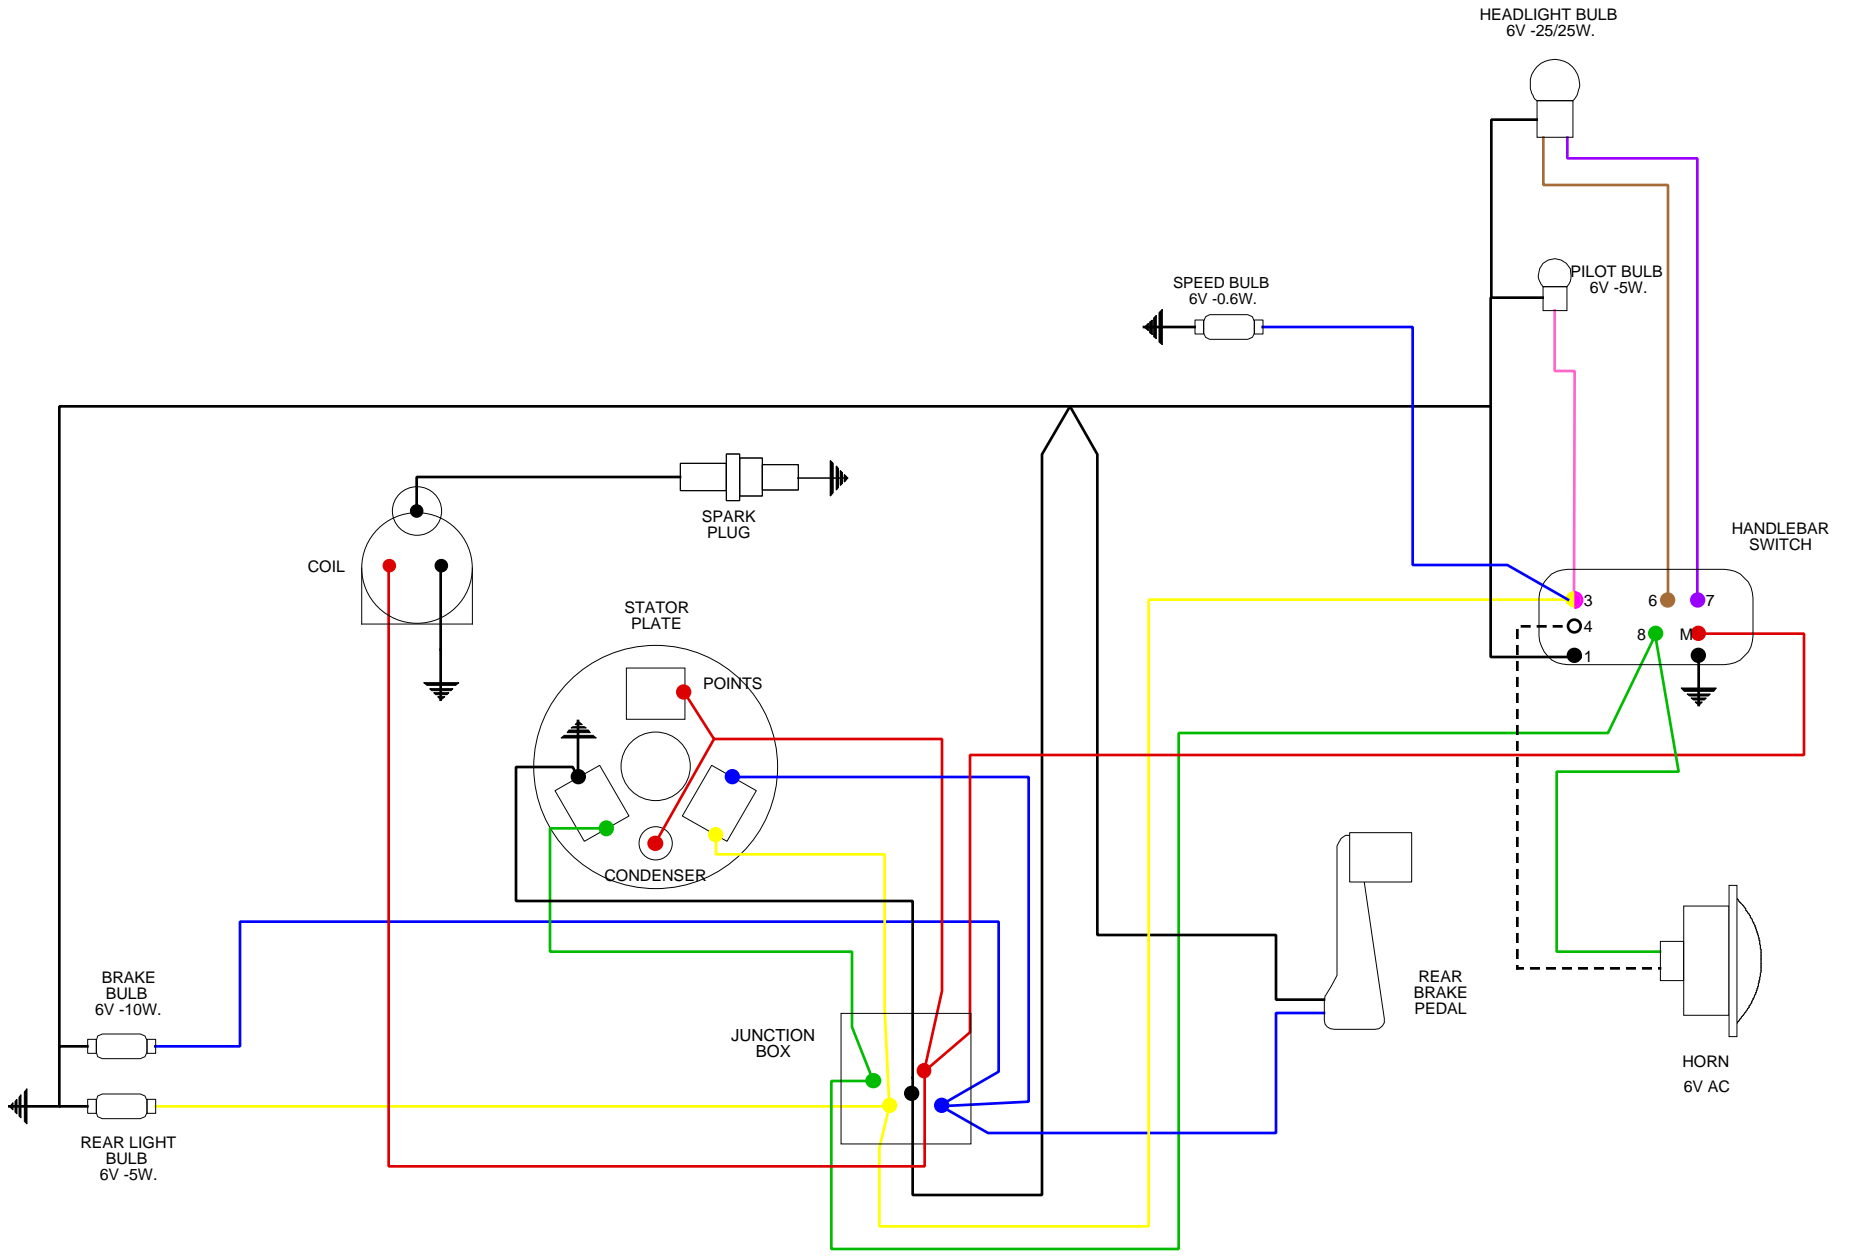 HEADLIGHT BULB
6V -25/25W.
PILOT BULB
6V -5W.
SPEED BULB
6V -0.6W.
SPARK
PLUG
HANDLEBAR
SWITCH
COIL
STATOR
PLATE
3
6
7
4
8
M
1
POINTS
CONDENSER
BRAKE
BULB
6V -10W.
REAR
BRAKE
PEDAL
JUNCTION
BOX
HORN
6V AC
REAR LIGHT
BULB
6V -5W.